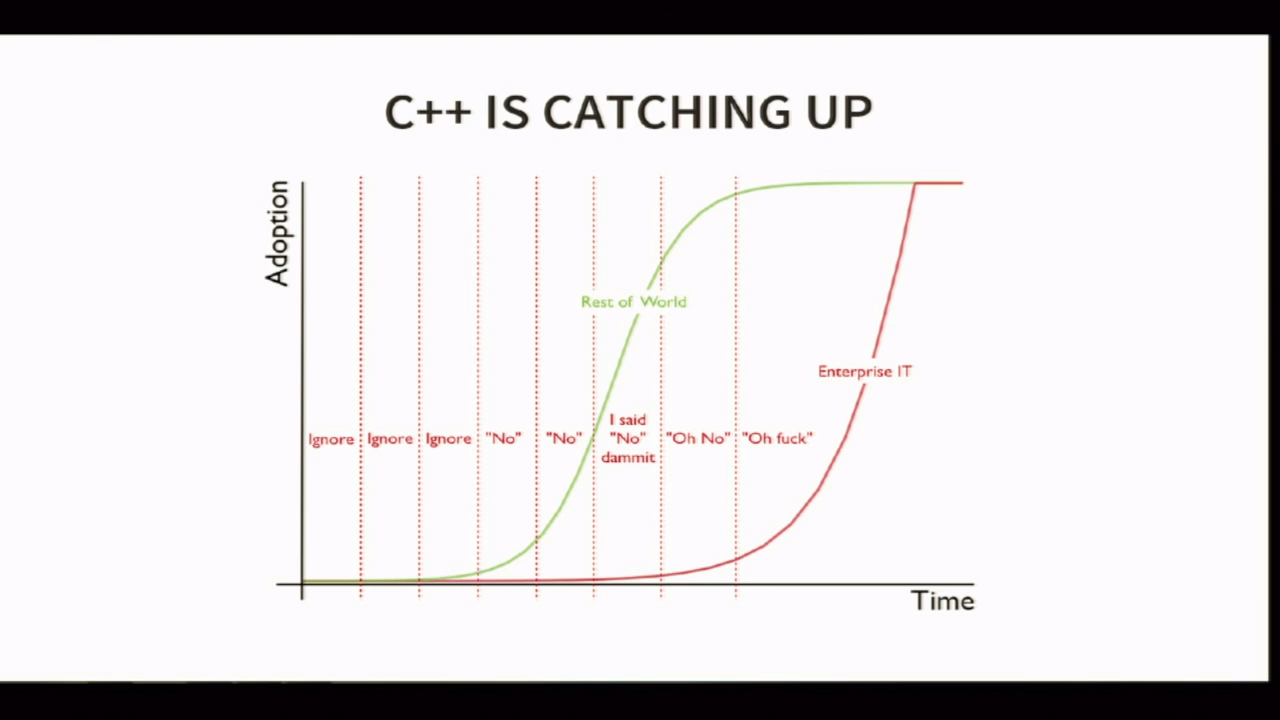 C++ IS CATCHING UP
Adoption
Rest of World
Enterprise IT
Ignore
Ignore
Ignore
"No"
"No"
I said
"No"
dammit
"Oh No"
"Oh fuck"
Time